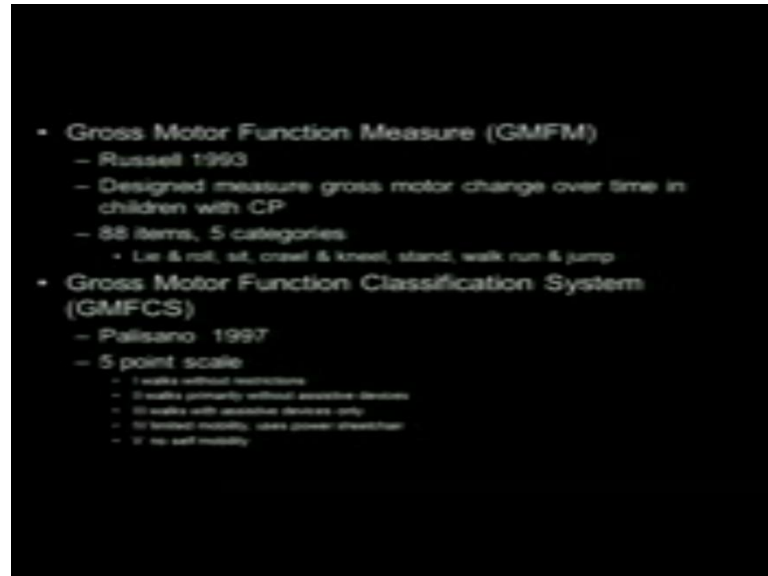 • Gross Motor Function Measure (GMFM)
– Russell 1993
– Designed measure gross motor change over time in
children with CP
– 88 items, 5 categories
• Lie & roll, sit, crawl & kneel, stand, walk run & jump
• Gross Motor Function Classification System
(GMFCS)
– Palisano 1997
– 5 point scale
• I walks without restrictions
• II walks primarily without assistive devices
• III walks with assistive devices only
• IV limited mobility, uses power wheelchair
• V no self mobility